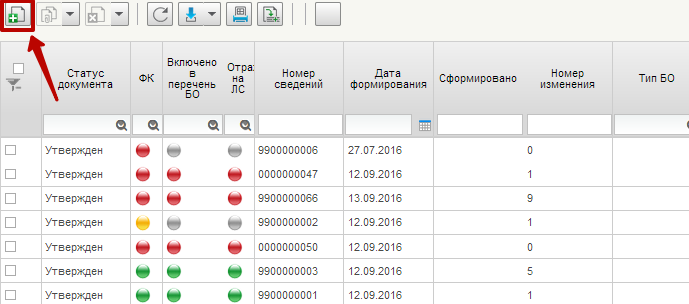 Статус документа
ФК
Включено в перечень БО
Отра на ЛС
Номер сведений
Дата формирования
Сформировано
Номер изменения
Тип БО
Утвержден 9900000006 27.07.2016 0
Утвержден 0000000047 12.09.2016 1
Утвержден 9900000066 13.09.2016 9
Утвержден 9900000002 12.09.2016 1
Утвержден 0000000050 12.09.2016 0
Утвержден 9900000003 12.09.2016 5
Утвержден 9900000001 12.09.2016 1